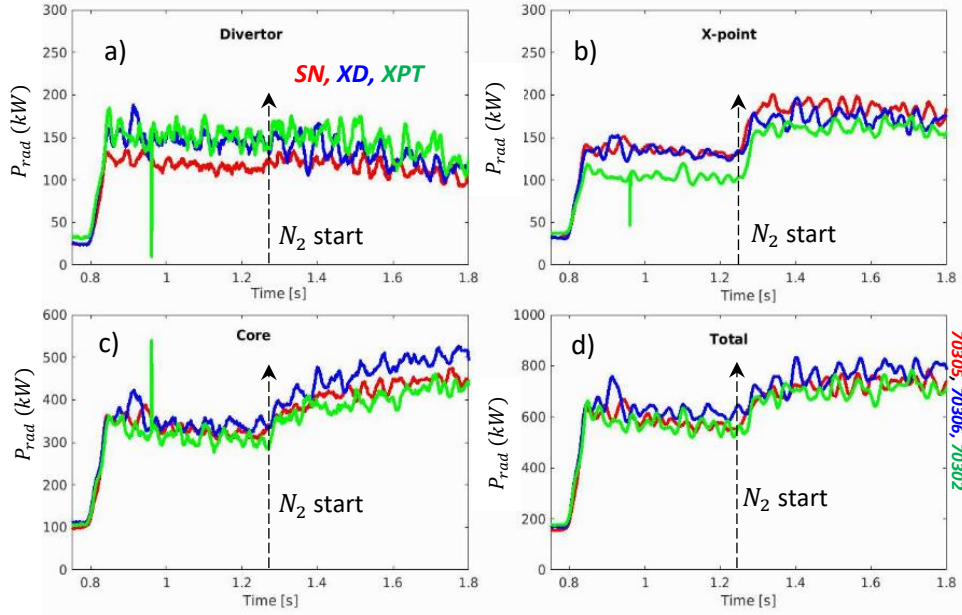 a)
Divertor
SN, XD, XPT
P_rad (kW)
300
250
200
150
100
50
0
N₂ start
0.8 1 1.2 1.4 1.6 1.8
Time [s]
b)
X-point
P_rad (kW)
300
250
200
150
100
50
0
N₂ start
0.8 1 1.2 1.4 1.6 1.8
Time [s]
c)
Core
P_rad (kW)
600
500
400
300
200
100
0
N₂ start
0.8 1 1.2 1.4 1.6 1.8
Time [s]
d)
Total
P_rad (kW)
1000
800
600
400
200
0
N₂ start
0.8 1 1.2 1.4 1.6 1.8
Time [s]
70305, 70306, 70302